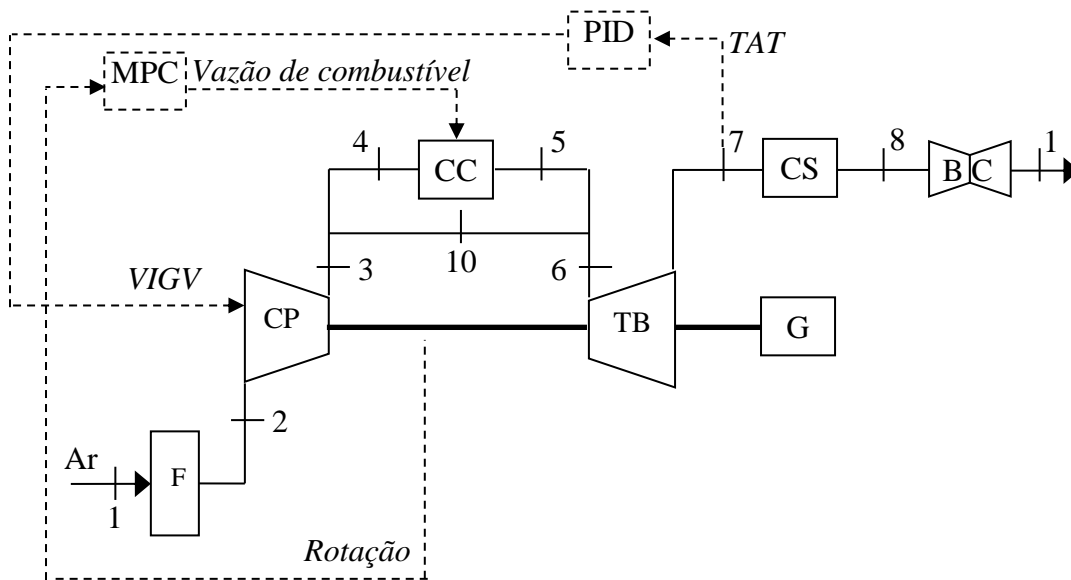 PID
TAT
MPC
Vazão de combustível
4
5
7
8
1
CC
CS
B C
3
10
6
VIGV
CP
TB
G
2
Ar
F
1
Rotação